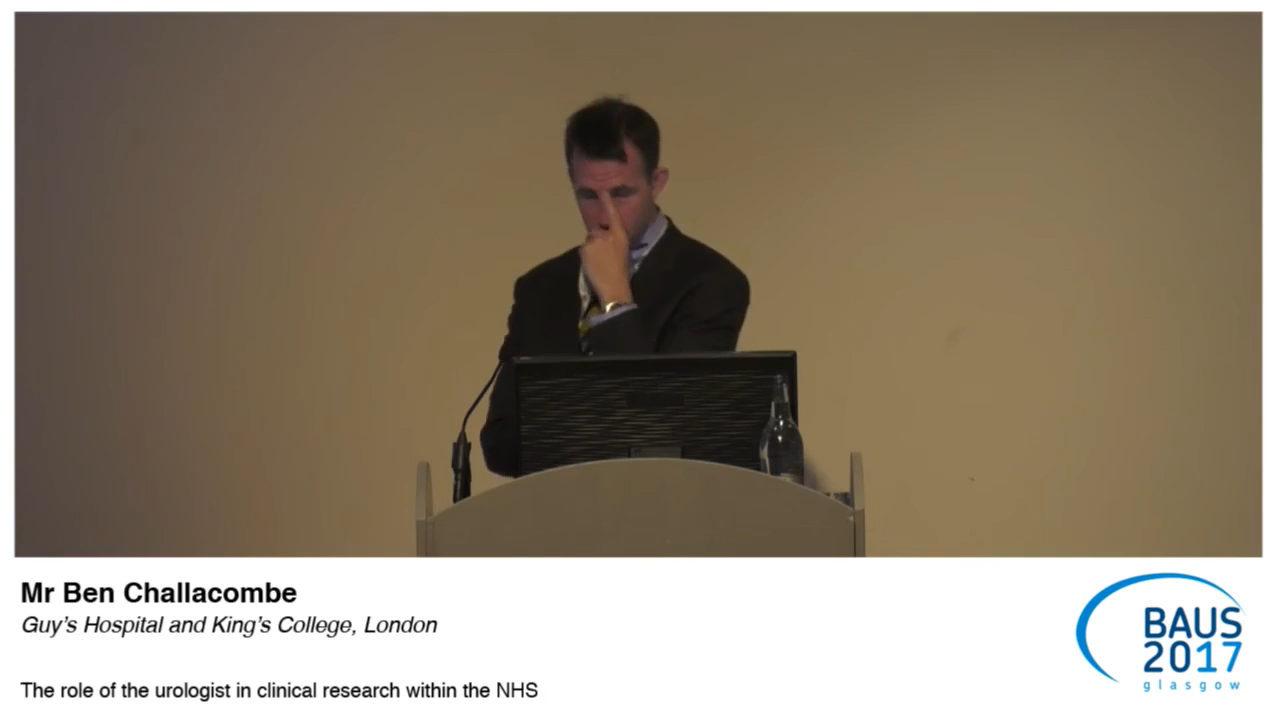 Mr Ben Challacombe
Guy's Hospital and King's College, London
The role of the urologist in clinical research within the NHS
BAUS
2017
glasgow